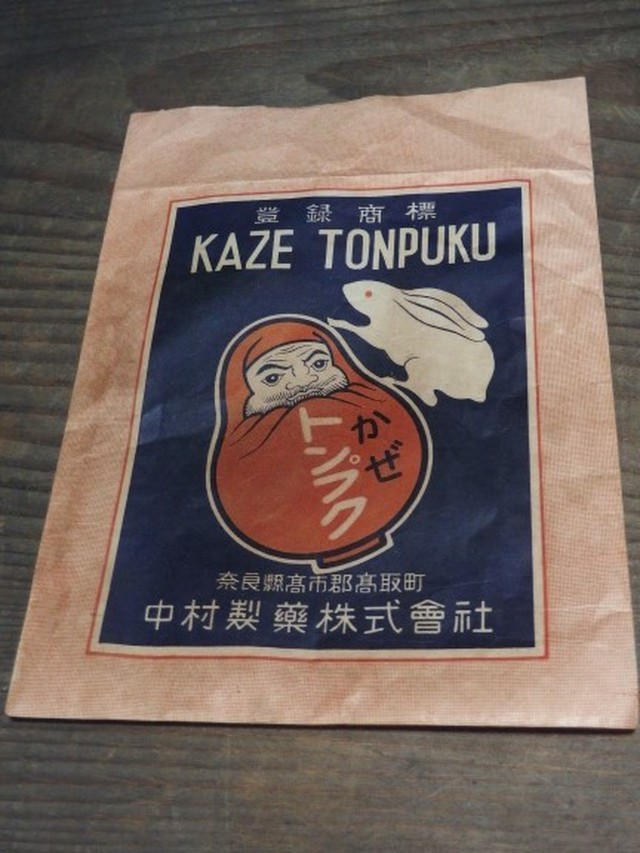 登録商標
KAZE TONPUKU
かぜ
トンプク
奈良縣高市郡高取町
中村製藥株式會社